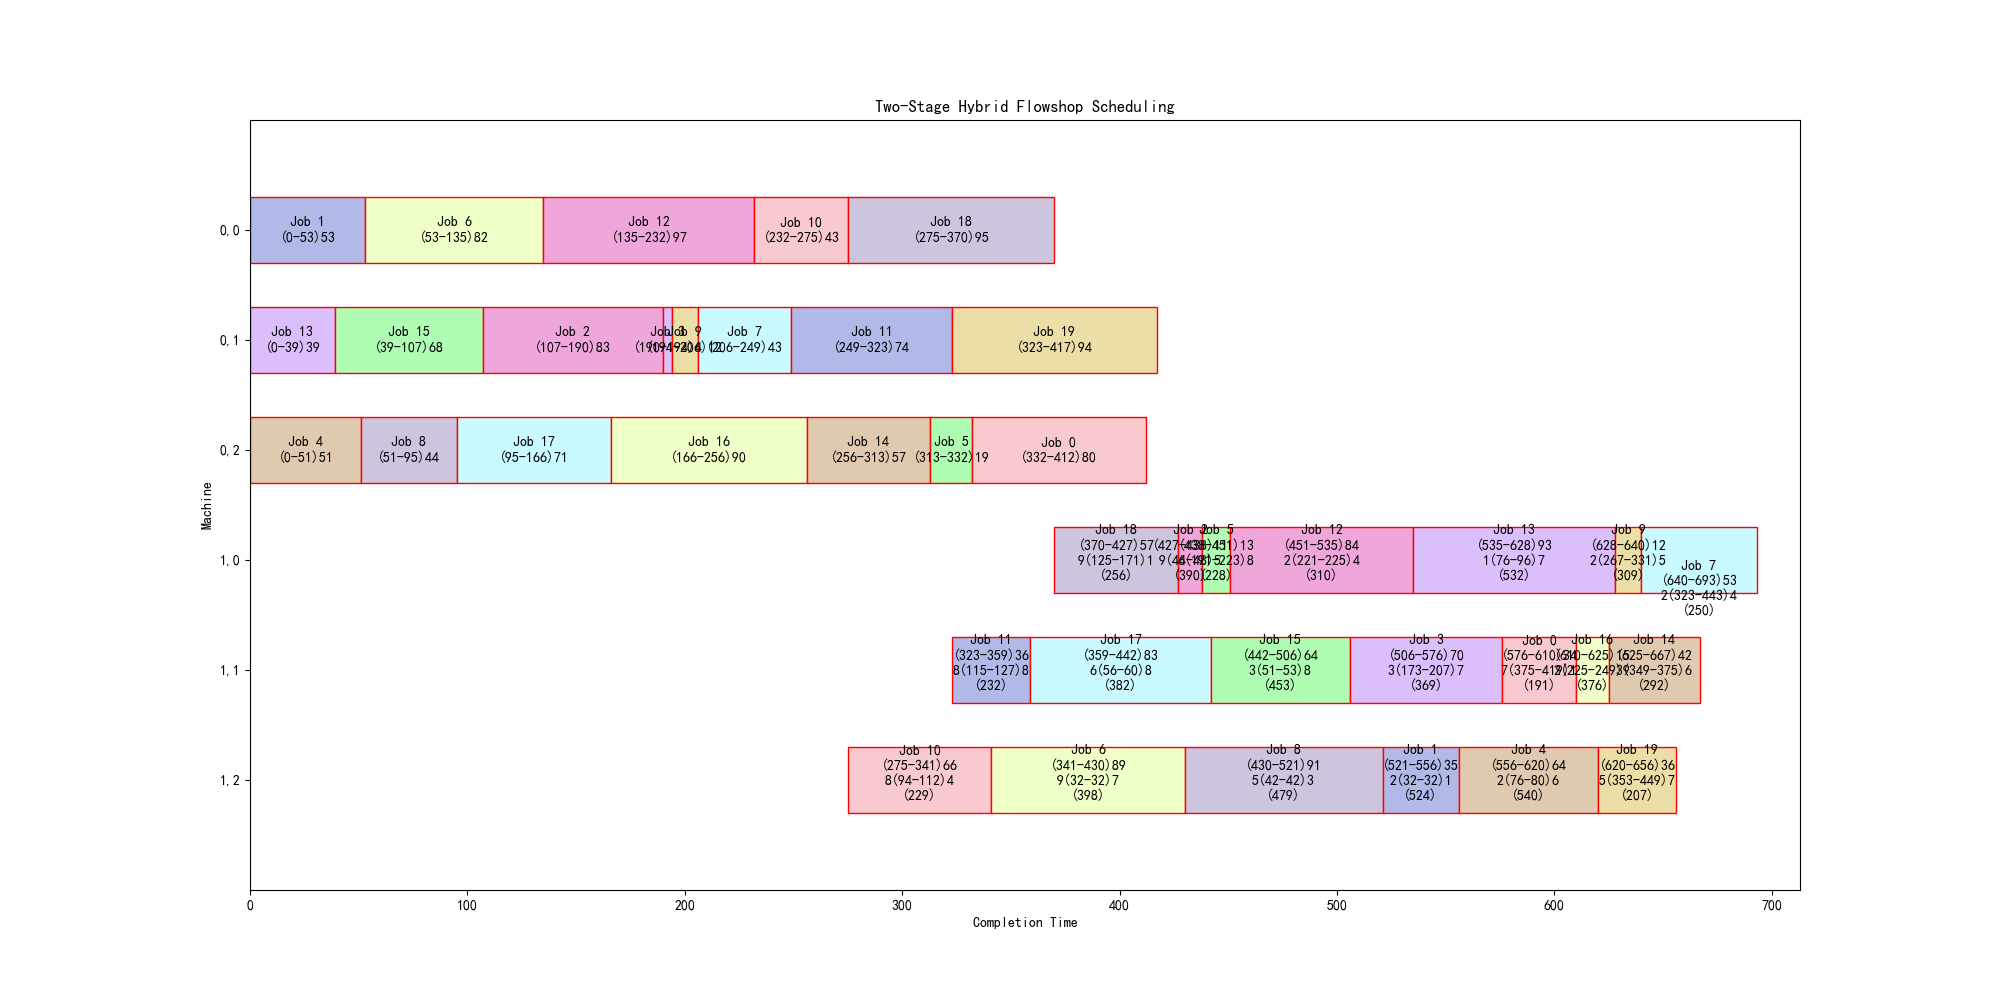 Two-Stage Hybrid Flowshop Scheduling
Machine
0,0
Job 1
(0-53)53
Job 6
(53-135)82
Job 12
(135-232)97
Job 10
(232-275)43
Job 18
(275-370)95
0,1
Job 13
(0-39)39
Job 15
(39-107)68
Job 2
(107-190)83
Job 3
Job 9
Job 7
(206-249)43
Job 11
(249-323)74
Job 19
(323-417)94
0,2
Job 4
(0-51)51
Job 8
(51-95)44
Job 17
(95-166)71
Job 16
(166-256)90
Job 14
(256-313)57
Job 5
(313-332)19
Job 0
(332-412)80
1,0
Job 18
(370-427)57
9(125-171)1
(256)
Job 2
(390)
Job 5
(438-451)13
(228)
Job 12
(451-535)84
2(221-225)4
(310)
Job 13
(535-628)93
1(76-96)7
(532)
Job 9
(628-640)12
2(267-331)5
(309)
Job 7
(640-693)53
2(323-443)4
(250)
1,1
Job 11
(323-359)36
8(115-127)8
(232)
Job 17
(359-442)83
6(56-60)8
(382)
Job 15
(442-506)64
3(51-53)8
(453)
Job 3
(506-576)70
3(173-207)7
(369)
Job 0
(576-610)34
(191)
Job 16
(610-625)15
(376)
Job 14
(625-667)42
(292)
1,2
Job 10
(275-341)66
8(94-112)4
(229)
Job 6
(341-430)89
9(32-32)7
(398)
Job 8
(430-521)91
5(42-42)3
(479)
Job 1
(521-556)35
2(32-32)1
(524)
Job 4
(556-620)64
2(76-80)6
(540)
Job 19
(620-656)36
5(353-449)7
(207)
0
100
200
300
400
500
600
700
Completion Time